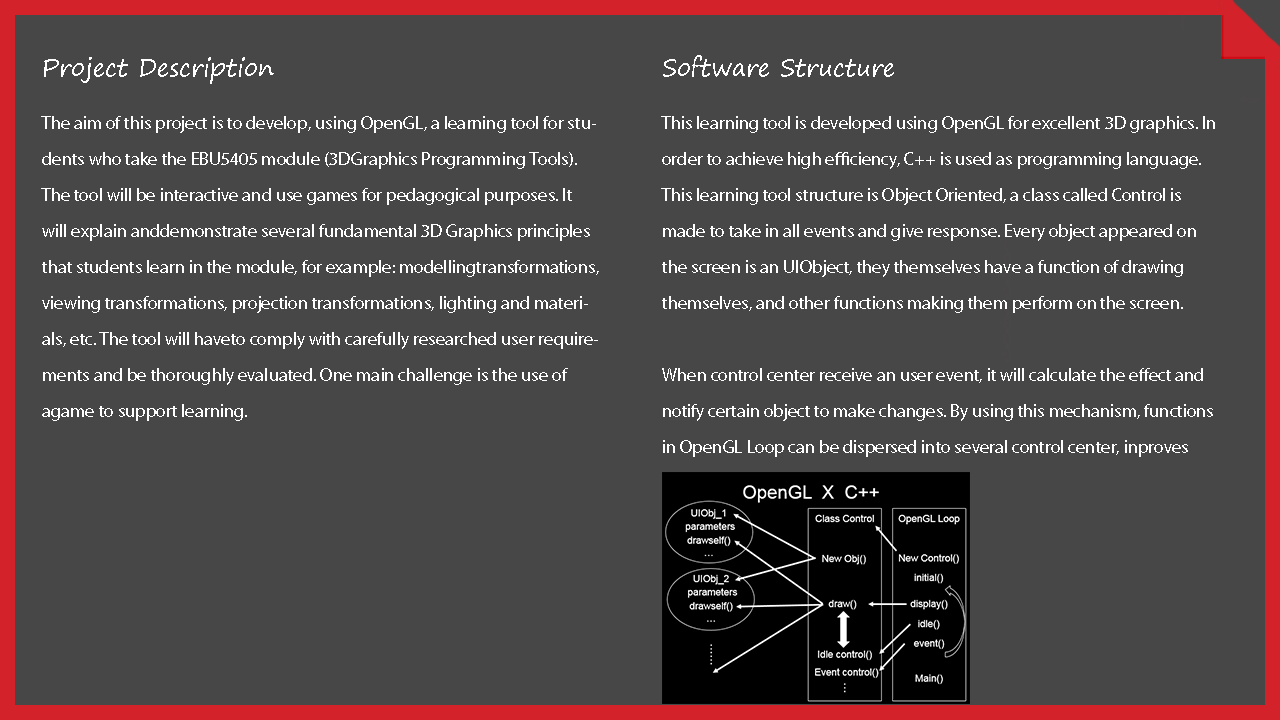 Project Description
The aim of this project is to develop, using OpenGL, a learning tool for stu-
dents who take the EBU5405 module (3DGraphics Programming Tools).
The tool will be interactive and use games for pedagogical purposes. It
will explain anddemonstrate several fundamental 3D Graphics principles
that students learn in the module, for example: modellingtransformations,
viewing transformations, projection transformations, lighting and materi-
als, etc. The tool will haveto comply with carefully researched user require-
ments and be thoroughly evaluated. One main challenge is the use of
agame to support learning.
Software Structure
This learning tool is developed using OpenGL for excellent 3D graphics. In
order to achieve high efficiency, C++ is used as programming language.
This learning tool structure is Object Oriented, a class called Control is
made to take in all events and give response. Every object appeared on
the screen is an UIObject, they themselves have a function of drawing
themselves, and other functions making them perform on the screen.
When control center receive an user event, it will calculate the effect and
notify certain object to make changes. By using this mechanism, functions
in OpenGL Loop can be dispersed into several control center, inproves
OpenGL X C++
UIObj_1
parameters
drawself()
...
UIObj_2
parameters
drawself()
...
Class Control
New Obj()
draw()
Idle control()
Event control()
OpenGL Loop
New Control()
initial()
display()
idle()
event()
Main()